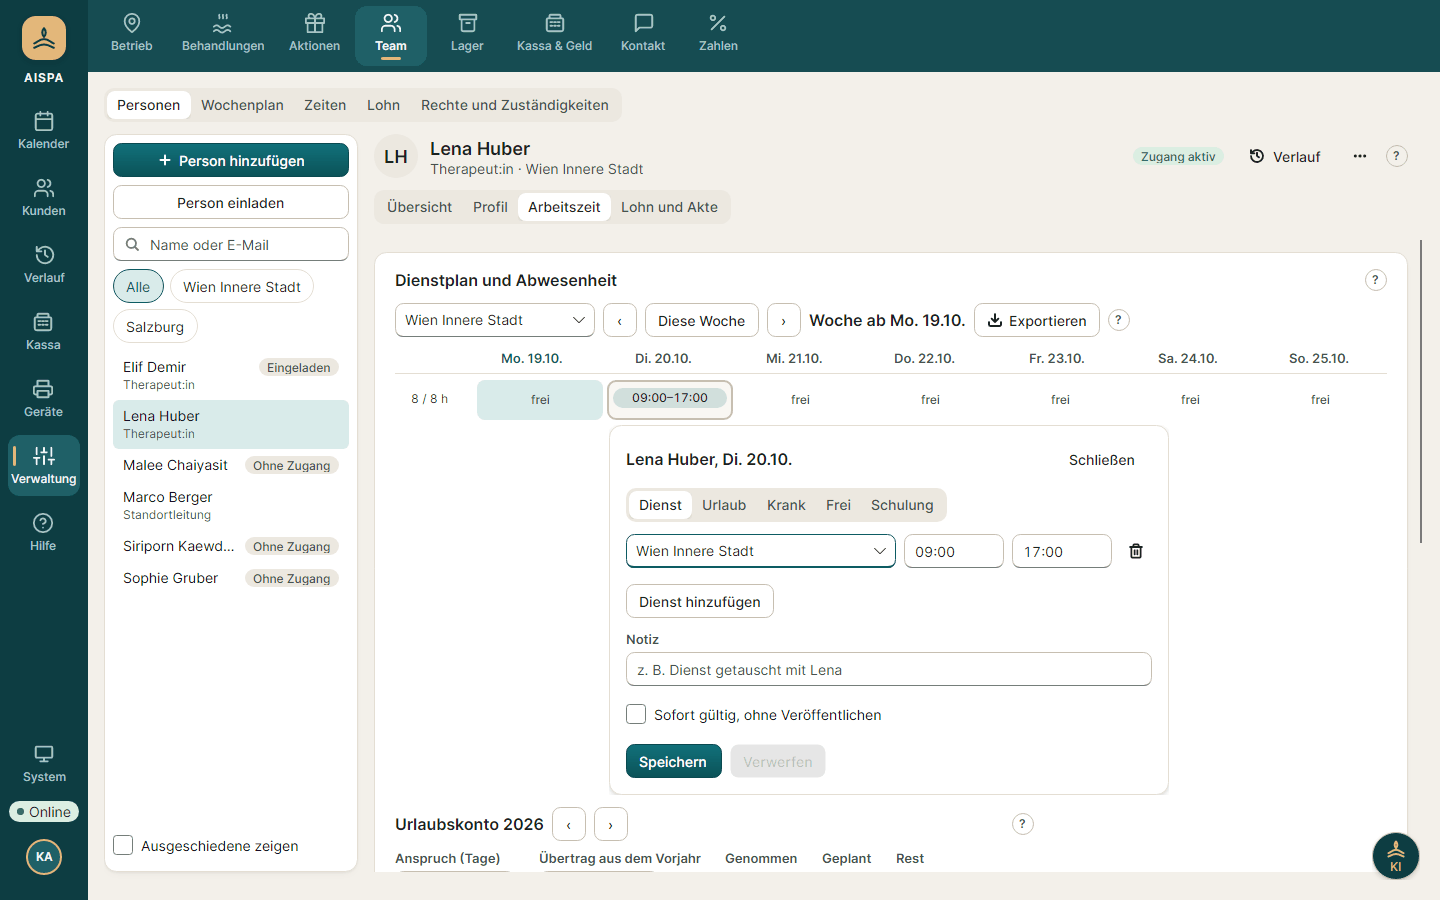 AISPA
Kalender
Kunden
Verlauf
Kassa
Geräte
Verwaltung
Hilfe
System
Online
KA
Betrieb
Behandlungen
Aktionen
Team
Lager
Kassa & Geld
Kontakt
Zahlen
Personen
Wochenplan
Zeiten
Lohn
Rechte und Zuständigkeiten
Person hinzufügen
Person einladen
Name oder E-Mail
Alle
Wien Innere Stadt
Salzburg
Elif Demir
Eingeladen
Therapeut:in
Lena Huber
Therapeut:in
Malee Chaiyasit
Ohne Zugang
Marco Berger
Standortleitung
Siriporn Kaewd...
Ohne Zugang
Sophie Gruber
Ohne Zugang
Ausgeschiedene zeigen
LH
Lena Huber
Therapeut:in · Wien Innere Stadt
Zugang aktiv
Verlauf
?
Übersicht
Profil
Arbeitszeit
Lohn und Akte
Dienstplan und Abwesenheit
?
Wien Innere Stadt
‹
Diese Woche
›
Woche ab Mo. 19.10.
Exportieren
?
Mo. 19.10.
Di. 20.10.
Mi. 21.10.
Do. 22.10.
Fr. 23.10.
Sa. 24.10.
So. 25.10.
8 / 8 h
frei
09:00–17:00
frei
frei
frei
frei
frei
Lena Huber, Di. 20.10.
Schließen
Dienst
Urlaub
Krank
Frei
Schulung
Wien Innere Stadt
09:00
17:00
Dienst hinzufügen
Notiz
z. B. Dienst getauscht mit Lena
Sofort gültig, ohne Veröffentlichen
Speichern
Verwerfen
Urlaubskonto 2026
‹
›
?
Anspruch (Tage)
Übertrag aus dem Vorjahr
Genommen
Geplant
Rest
KI